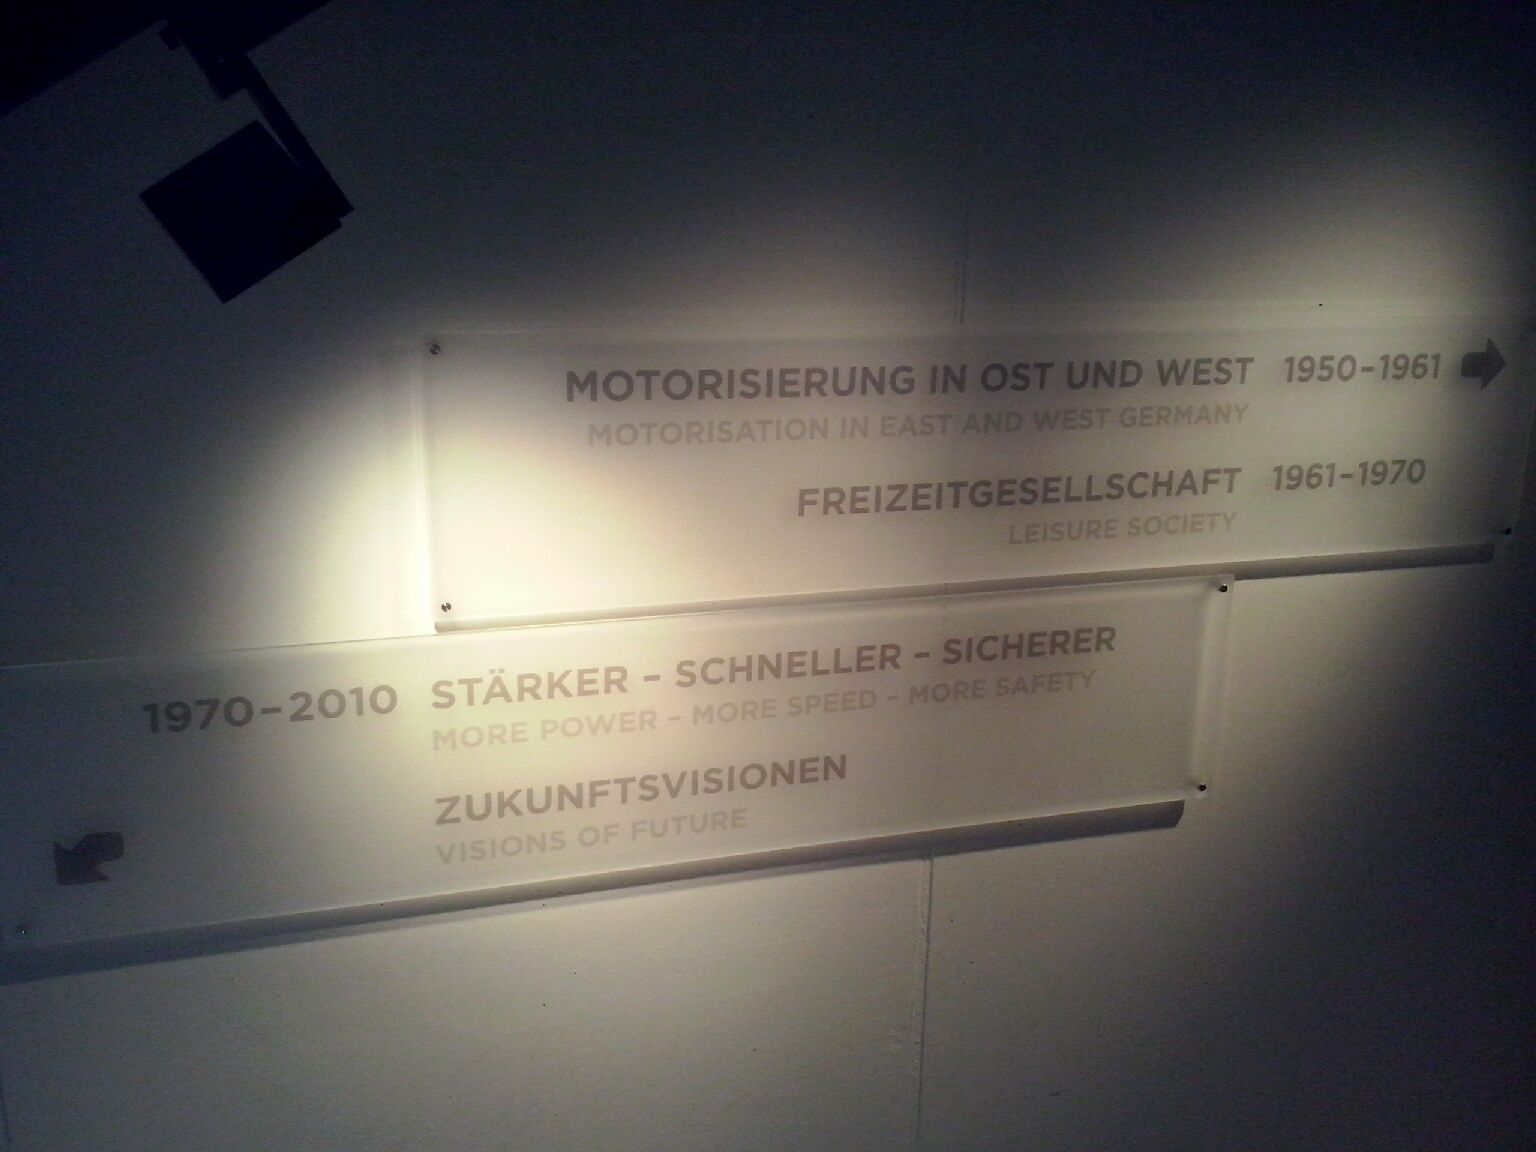 MOTORISIERUNG IN OST UND WEST 1950-1961
MOTORISATION IN EAST AND WEST GERMANY
FREIZEITGESELLSCHAFT 1961-1970
LEISURE SOCIETY
1970-2010 STÄRKER - SCHNELLER - SICHERER
MORE POWER - MORE SPEED - MORE SAFETY
ZUKUNFTSVISIONEN
VISIONS OF FUTURE